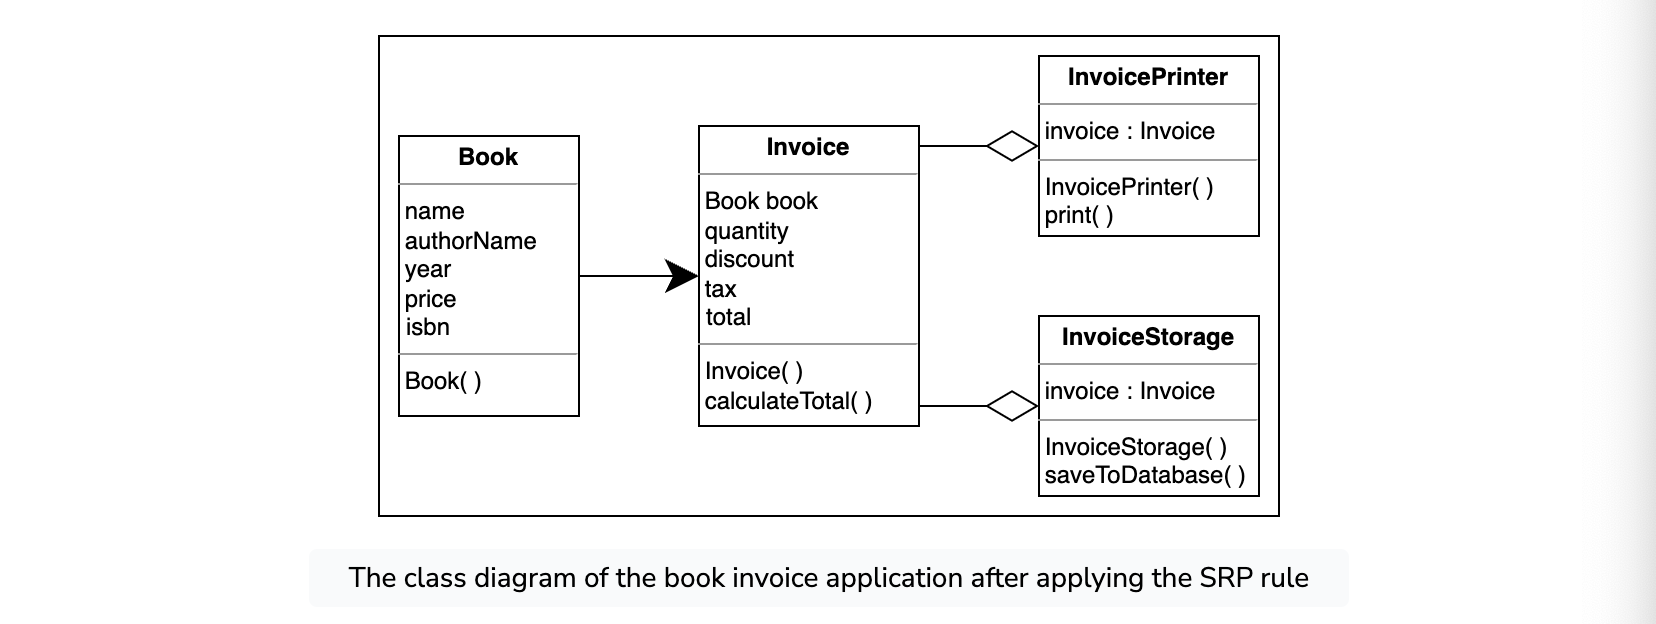 Book
name
authorName
year
price
isbn
Book( )
Invoice
Book book
quantity
discount
tax
total
Invoice( )
calculateTotal( )
InvoicePrinter
invoice : Invoice
InvoicePrinter( )
print( )
InvoiceStorage
invoice : Invoice
InvoiceStorage( )
saveToDatabase( )
The class diagram of the book invoice application after applying the SRP rule